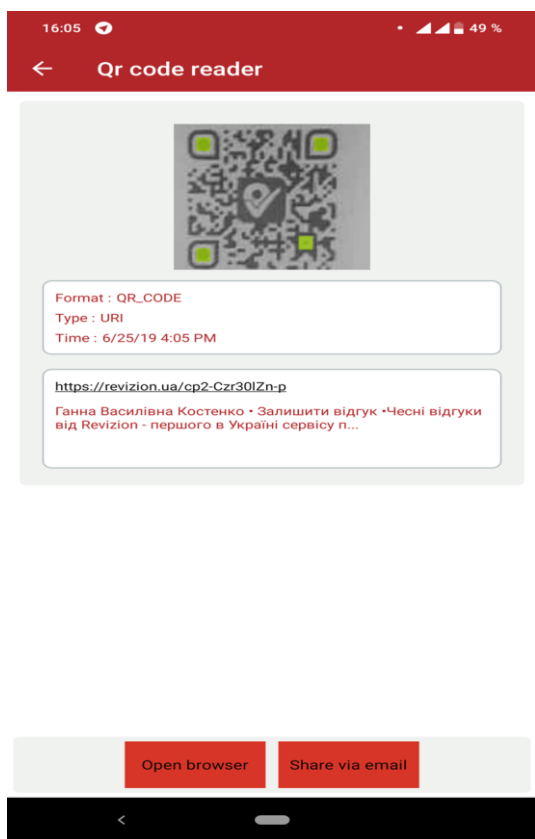 16:05
49 %
Qr code reader
Format : QR_CODE
Type : URI
Time : 6/25/19 4:05 PM
https://revizion.ua/cp2-Czr30IZn-p
Ганна Василівна Костенко • Залишити відгук •Чесні відгуки
від Revizion - першого в Україні сервісу п...
Open browser
Share via email